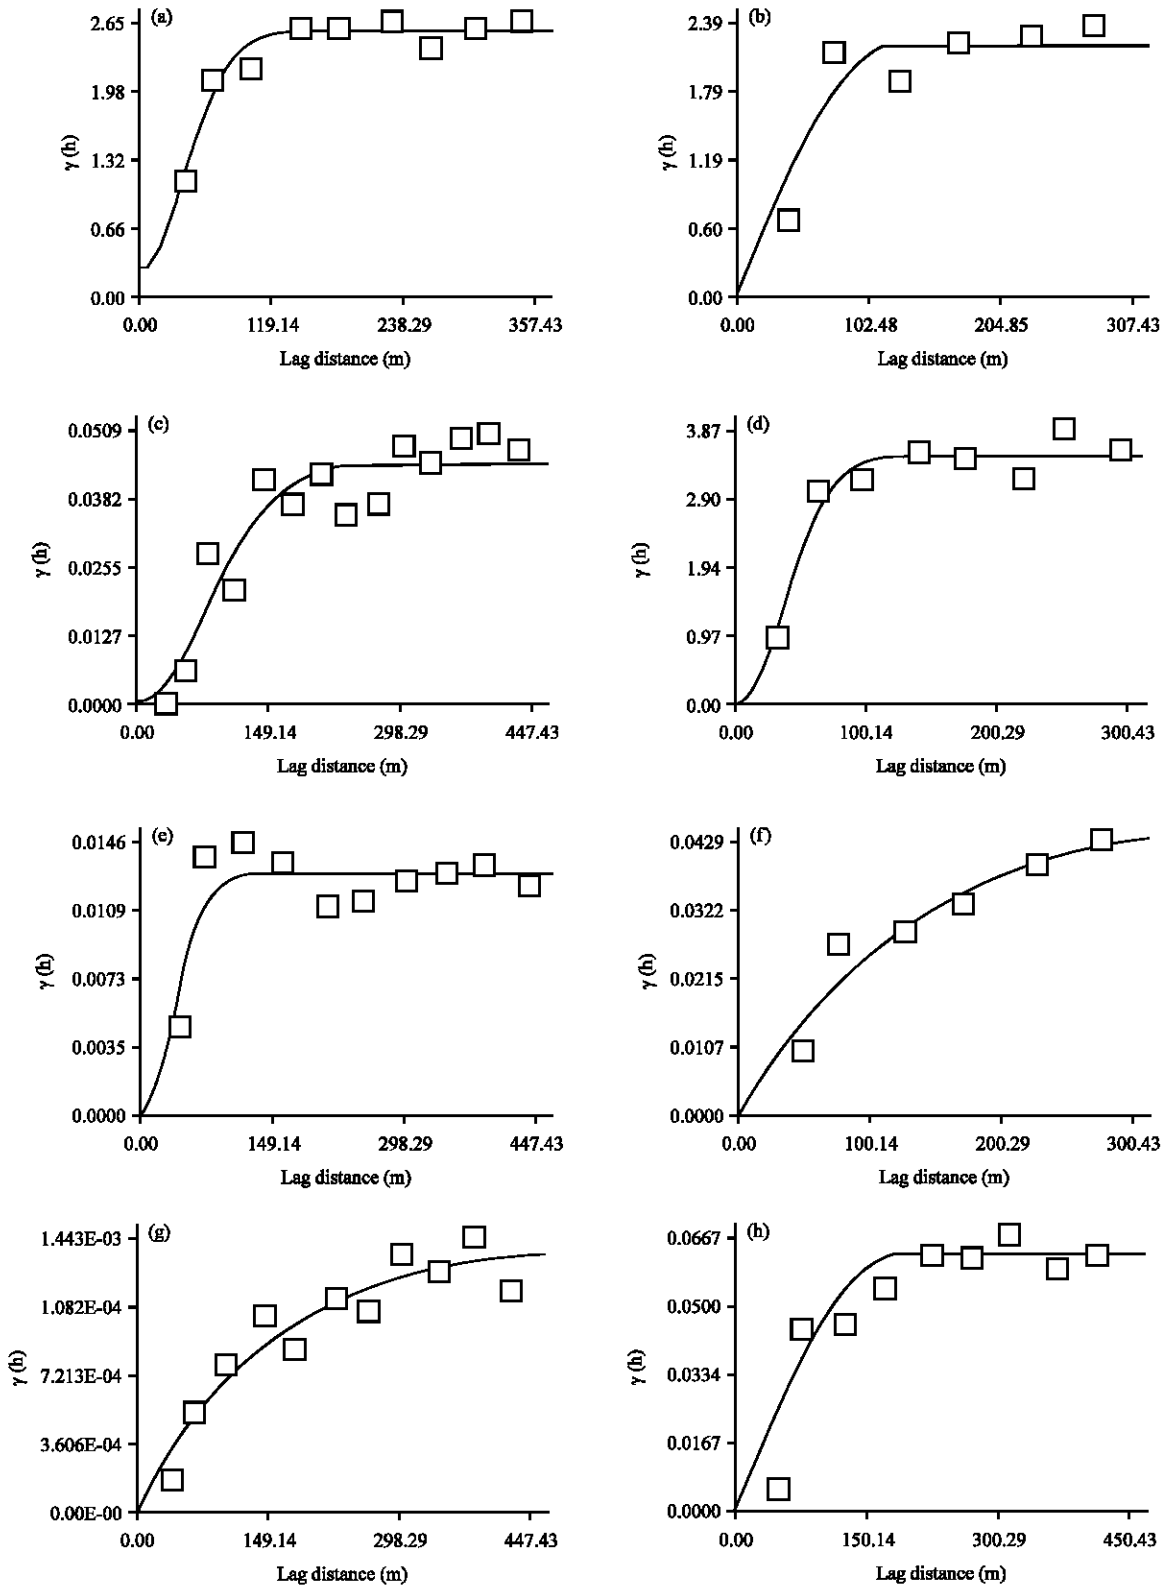 (a)
2.65
1.98
1.32
0.66
0.00
γ (h)
0.00 119.14 238.29 357.43
Lag distance (m)
(b)
2.39
1.79
1.19
0.60
0.00
γ (h)
0.00 102.48 204.85 307.43
Lag distance (m)
(c)
0.0509
0.0382
0.0255
0.0127
0.0000
γ (h)
0.00 149.14 298.29 447.43
Lag distance (m)
(d)
3.87
2.90
1.94
0.97
0.00
γ (h)
0.00 100.14 200.29 300.43
Lag distance (m)
(e)
0.0146
0.0109
0.0073
0.0035
0.0000
γ (h)
0.00 149.14 298.29 447.43
Lag distance (m)
(f)
0.0429
0.0322
0.0215
0.0107
0.0000
γ (h)
0.00 100.14 200.29 300.43
Lag distance (m)
(g)
1.443E-03
1.082E-04
7.213E-04
3.606E-04
0.00E-00
γ (h)
0.00 149.14 298.29 447.43
Lag distance (m)
(h)
0.0667
0.0500
0.0334
0.0167
0.0000
γ (h)
0.00 150.14 300.29 450.43
Lag distance (m)